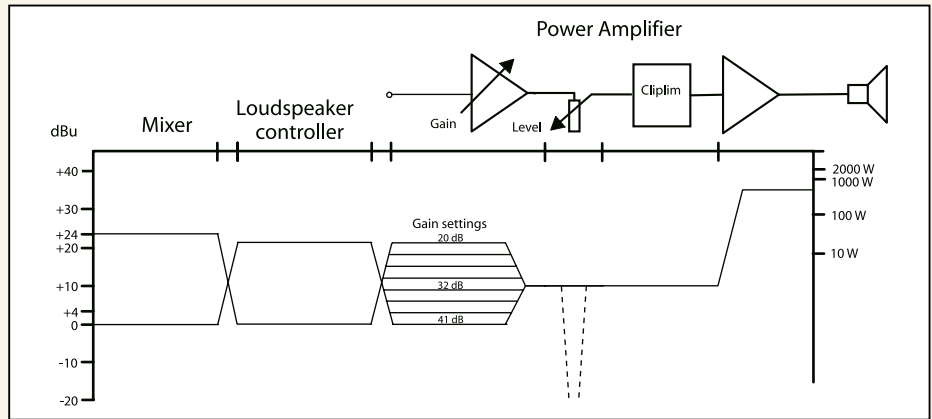 Power Amplifier
Cliplim
Gain
Level
dBu
Mixer
Loudspeaker
controller
+40
+30
+24
+20
+10
+4
0
-10
-20
Gain settings
20 dB
32 dB
41 dB
2000 W
1000 W
100 W
10 W